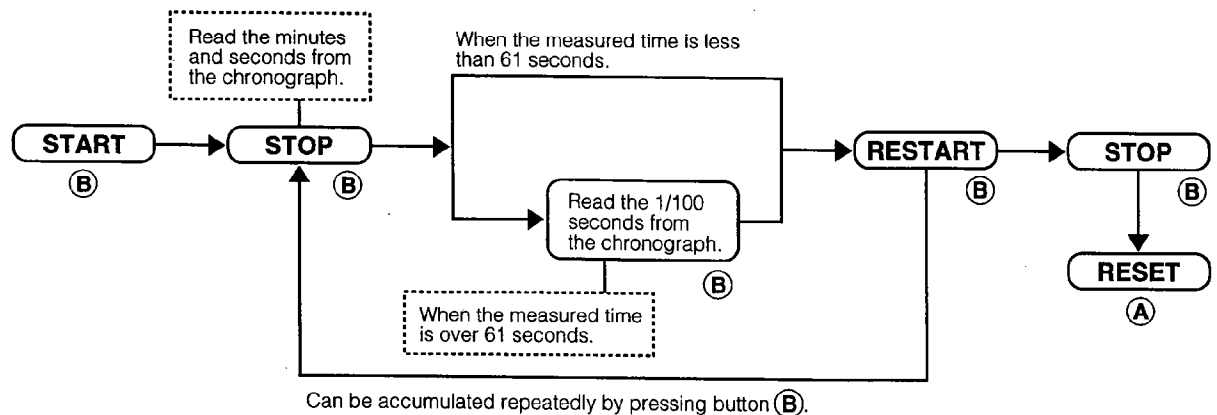 Read the minutes
and seconds from
the chronograph.
When the measured time is less
than 61 seconds.
START
B
STOP
B
RESTART
B
STOP
B
Read the 1/100
seconds from
the chronograph.
B
RESET
A
When the measured time
is over 61 seconds.
Can be accumulated repeatedly by pressing button B.